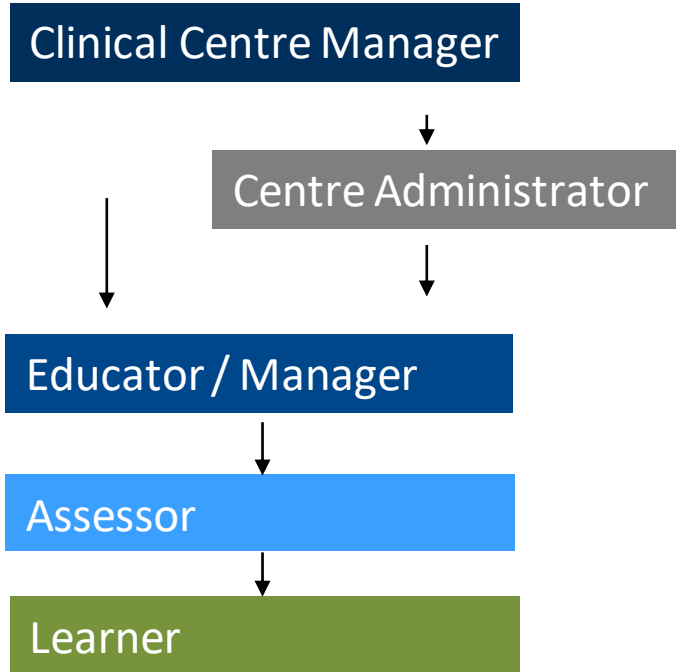 Clinical Centre Manager
Centre Administrator
Educator / Manager
Assessor
Learner